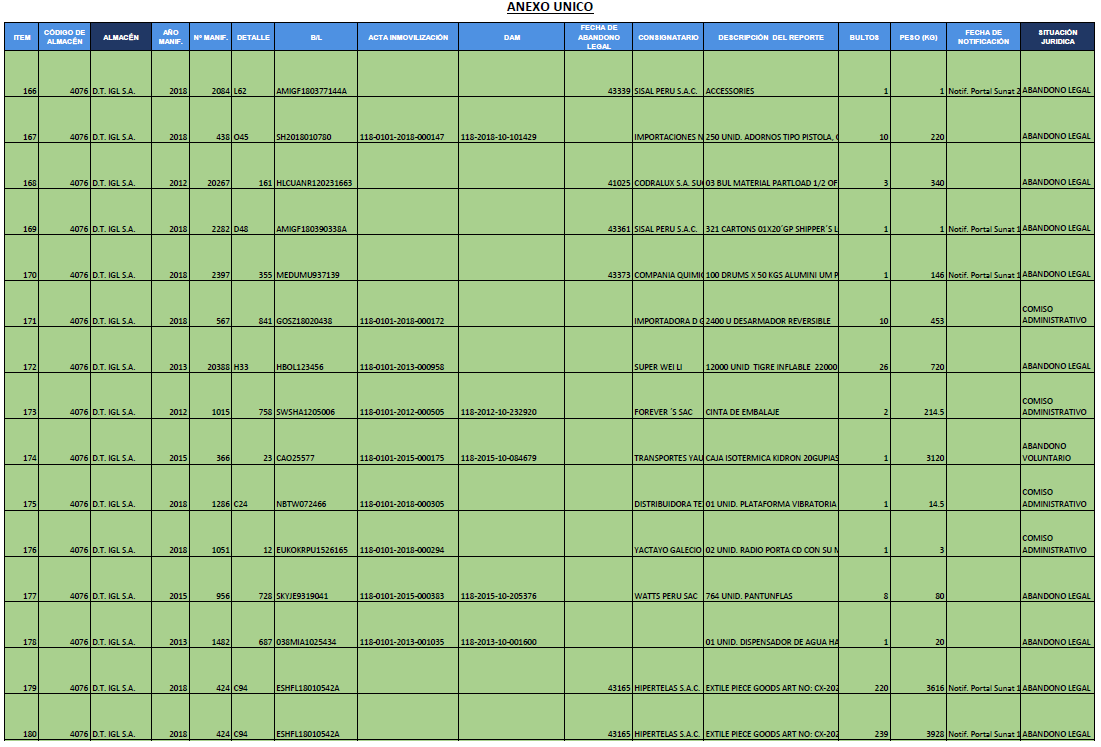 ANEXO UNICO
ITEM CÓDIGO DE ALMACÉN ALMACÉN AÑO MANIF. Nº MANIF. DETALLE B/L ACTA INMOVILIZACIÓN DAM FECHA DE ABANDONO LEGAL CONSIGNATARIO DESCRIPCIÓN DEL REPORTE BULTOS PESO (KG) FECHA DE NOTIFICACIÓN SITUACIÓN JURIDICA
166 4076 D.T. IGL S.A. 2018 2084 L62 AMIGF180377144A 43339 SISAL PERU S.A.C. ACCESSORIES 1 1 Notif. Portal Sunat 2 ABANDONO LEGAL
167 4076 D.T. IGL S.A. 2018 438 O45 SH2018010780 118-0101-2018-000147 118-2018-10-101429 IMPORTACIONES N 250 UNID. ADORNOS TIPO PISTOLA, 10 220 ABANDONO LEGAL
168 4076 D.T. IGL S.A. 2012 20267 161 HLCUANR120231663 41025 CODRALUX S.A. SU 03 BUL MATERIAL PARTLOAD 1/2 OF 3 340 ABANDONO LEGAL
169 4076 D.T. IGL S.A. 2018 2282 D48 AMIGF180390338A 43361 SISAL PERU S.A.C. 321 CARTONS 01X20´GP SHIPPER´S L 1 1 Notif. Portal Sunat 1 ABANDONO LEGAL
170 4076 D.T. IGL S.A. 2018 2397 355 MEDUMU937139 43373 COMPANIA QUIMI 100 DRUMS X 50 KGS ALUMINI UM P 1 146 Notif. Portal Sunat 1 ABANDONO LEGAL
171 4076 D.T. IGL S.A. 2018 567 841 GOSZ18020438 118-0101-2018-000172 IMPORTADORA D G 2400 U DESARMADOR REVERSIBLE 10 453 COMISO ADMINISTRATIVO
172 4076 D.T. IGL S.A. 2013 20388 H33 HBOL123456 118-0101-2013-000958 SUPER WEI LI 12000 UNID TIGRE INFLABLE 22000 26 720 ABANDONO LEGAL
173 4076 D.T. IGL S.A. 2012 1015 758 SWSHA1205006 118-0101-2012-000505 118-2012-10-232920 FOREVER ´S SAC CINTA DE EMBALAJE 2 214.5 COMISO ADMINISTRATIVO
174 4076 D.T. IGL S.A. 2015 366 23 CAO25577 118-0101-2015-000175 118-2015-10-084679 TRANSPORTES YAU CAJA ISOTERMICA KIDRON 20GUPIAS 1 3120 ABANDONO VOLUNTARIO
175 4076 D.T. IGL S.A. 2018 1286 C24 NBTW072466 118-0101-2018-000305 DISTRIBUIDORA TE 01 UNID. PLATAFORMA VIBRATORIA 1 14.5 COMISO ADMINISTRATIVO
176 4076 D.T. IGL S.A. 2018 1051 12 EUKOKRPU1526165 118-0101-2018-000294 YACTAYO GALECIO 02 UNID. RADIO PORTA CD CON SU M 1 3 COMISO ADMINISTRATIVO
177 4076 D.T. IGL S.A. 2015 956 728 SKYJE9319041 118-0101-2015-000383 118-2015-10-205376 WATTS PERU SAC 764 UNID. PANTUNFLAS 8 80 ABANDONO LEGAL
178 4076 D.T. IGL S.A. 2013 1482 687 038MIA1025434 118-0101-2013-001035 118-2013-10-001600 01 UNID. DISPENSADOR DE AGUA HA 1 20 ABANDONO LEGAL
179 4076 D.T. IGL S.A. 2018 424 C94 ESHFL18010542A 43165 HIPERTELAS S.A.C. EXTILE PIECE GOODS ART NO: CX-202 220 3616 Notif. Portal Sunat 1 ABANDONO LEGAL
180 4076 D.T. IGL S.A. 2018 424 C94 ESHFL18010542A 43165 HIPERTELAS S.A.C. EXTILE PIECE GOODS ART NO: CX-202 239 3928 Notif. Portal Sunat 1 ABANDONO LEGAL